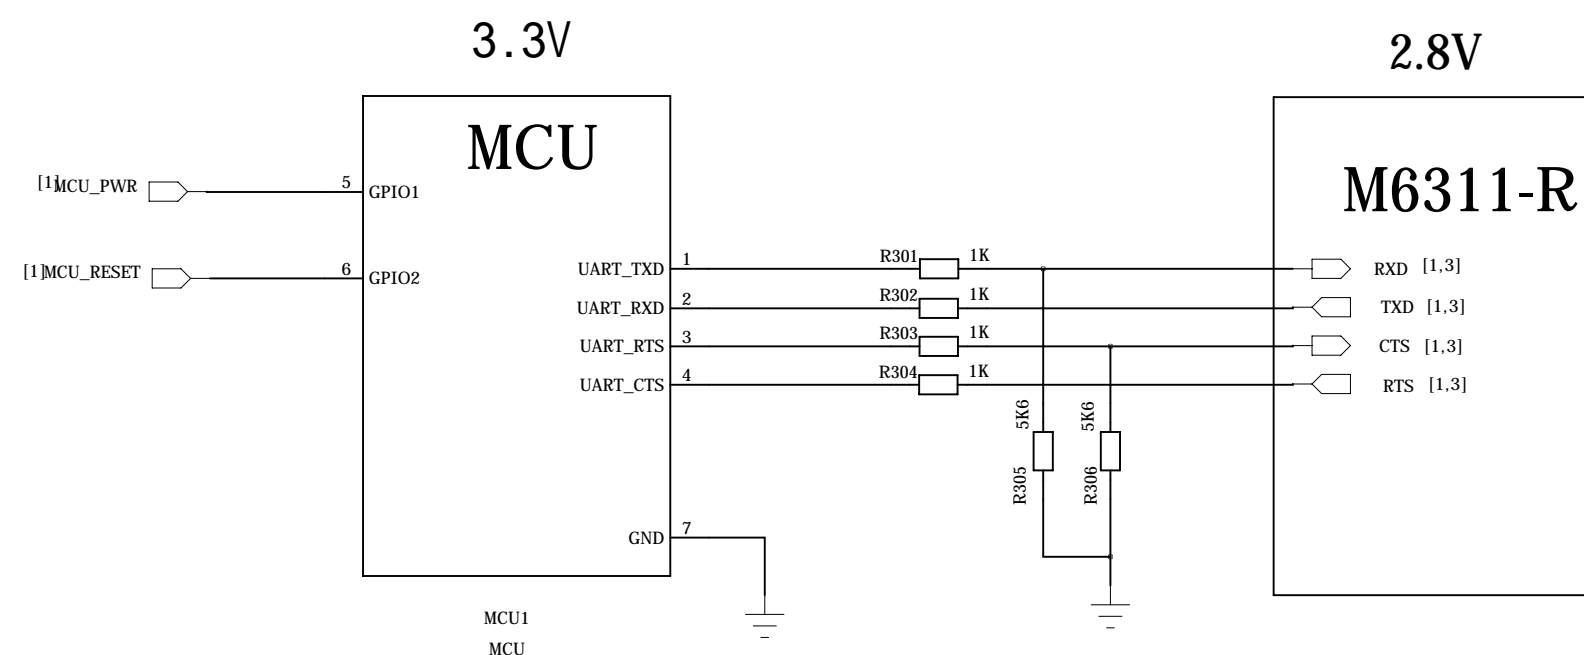 3.3V
2.8V
MCU
M6311-R
[1]MCU_PWR
5
GPIO1
[1]MCU_RESET
6
GPIO2
UART_TXD
1
R301
1K
RXD [1,3]
UART_RXD
2
R302
1K
TXD [1,3]
UART_RTS
3
R303
1K
CTS [1,3]
UART_CTS
4
R304
1K
RTS [1,3]
5K6
5K6
R305
R306
GND
7
MCU1
MCU